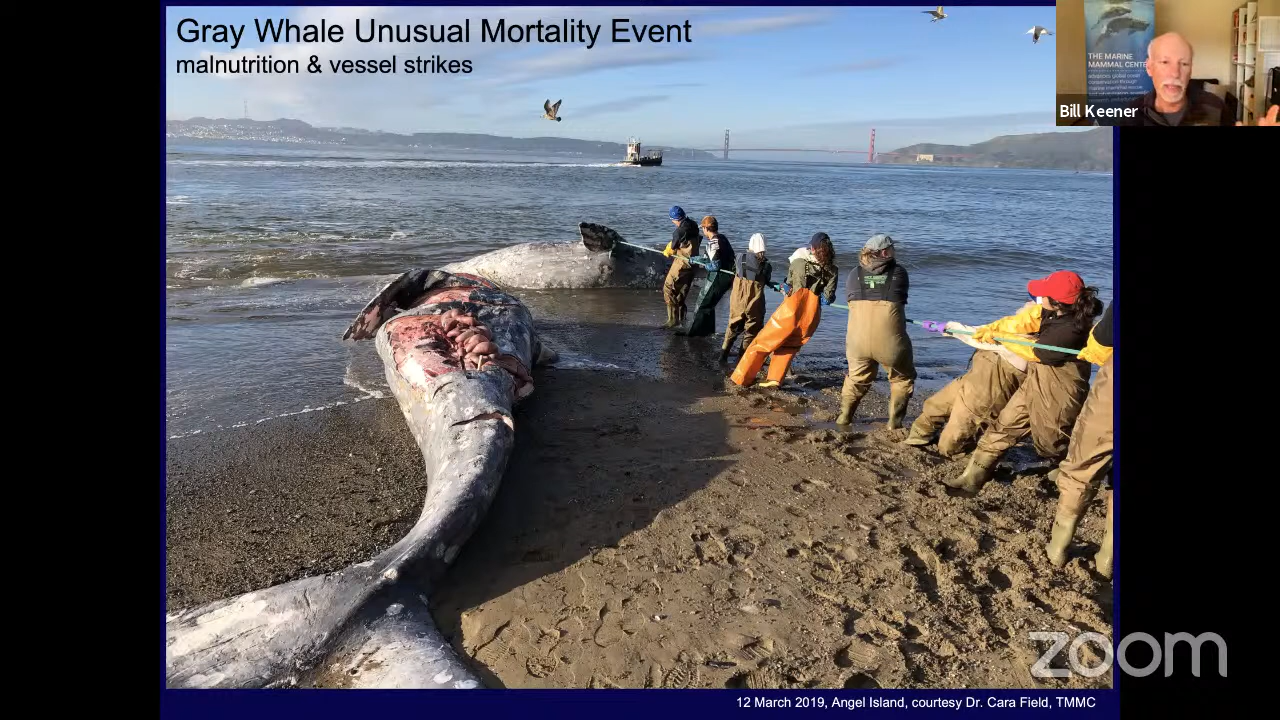 Gray Whale Unusual Mortality Event
malnutrition & vessel strikes
THE MARINE
MAMMAL CENTE
Bill Keener
zoom
12 March 2019, Angel Island, courtesy Dr. Cara Field, TMMC